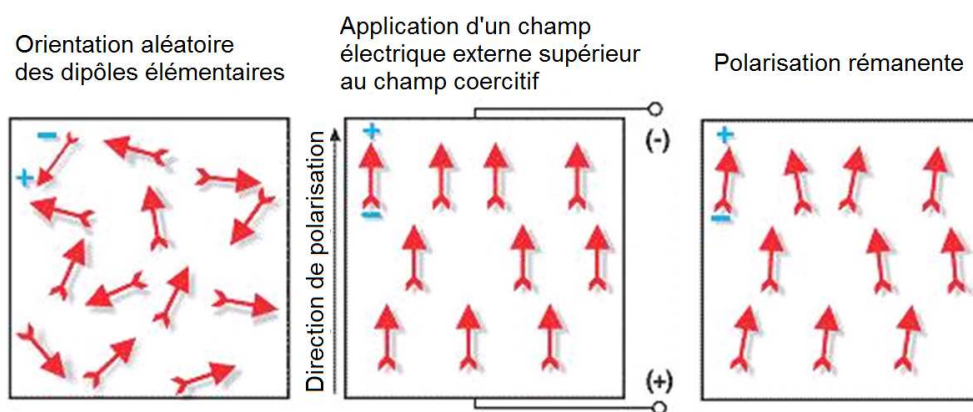 Orientation aléatoire
des dipôles élémentaires
-
+
Application d'un champ
électrique externe supérieur
au champ coercitif
Direction de polarisation
+
-
(-)
(+)
Polarisation rémanente
+
-